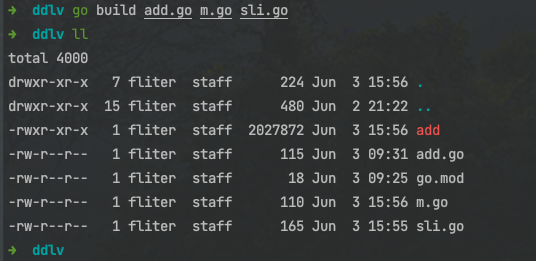 ➜ ddlv go build add.go m.go sli.go
➜ ddlv ll
total 4000
drwxr-xr-x 7 fliter staff 224 Jun 3 15:56 .
drwxr-xr-x 15 fliter staff 480 Jun 2 21:22 ..
-rwxr-xr-x 1 fliter staff 2027872 Jun 3 15:56 add
-rw-r--r-- 1 fliter staff 115 Jun 3 09:31 add.go
-rw-r--r-- 1 fliter staff 18 Jun 3 09:25 go.mod
-rw-r--r-- 1 fliter staff 110 Jun 3 15:56 m.go
-rw-r--r-- 1 fliter staff 165 Jun 3 15:55 sli.go
➜ ddlv